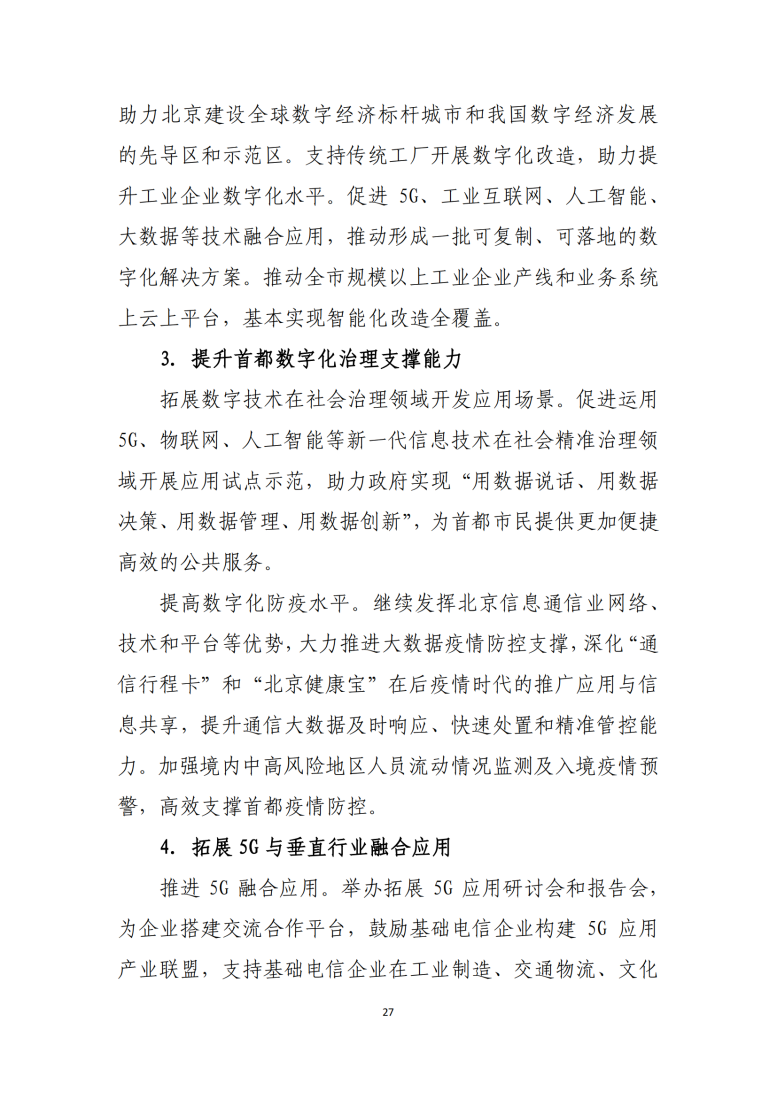 助力北京建设全球数字经济标杆城市和我国数字经济发展
的先导区和示范区。支持传统工厂开展数字化改造，助力提
升工业企业数字化水平。促进 5G、工业互联网、人工智能、
大数据等技术融合应用，推动形成一批可复制、可落地的数
字化解决方案。推动全市规模以上工业企业产线和业务系统
上云上平台，基本实现智能化改造全覆盖。
3. 提升首都数字化治理支撑能力
拓展数字技术在社会治理领域开发应用场景。促进运用
5G、物联网、人工智能等新一代信息技术在社会精准治理领
域开展应用试点示范，助力政府实现“用数据说话、用数据
决策、用数据管理、用数据创新”，为首都市民提供更加便捷
高效的公共服务。
提高数字化防疫水平。继续发挥北京信息通信业网络、
技术和平台等优势，大力推进大数据疫情防控支撑，深化“通
信行程卡”和“北京健康宝”在后疫情时代的推广应用与信
息共享，提升通信大数据及时响应、快速处置和精准管控能
力。加强境内中高风险地区人员流动情况监测及入境疫情预
警，高效支撑首都疫情防控。
4. 拓展 5G 与垂直行业融合应用
推进 5G 融合应用。举办拓展 5G 应用研讨会和报告会，
为企业搭建交流合作平台，鼓励基础电信企业构建 5G 应用
产业联盟，支持基础电信企业在工业制造、交通物流、文化
27